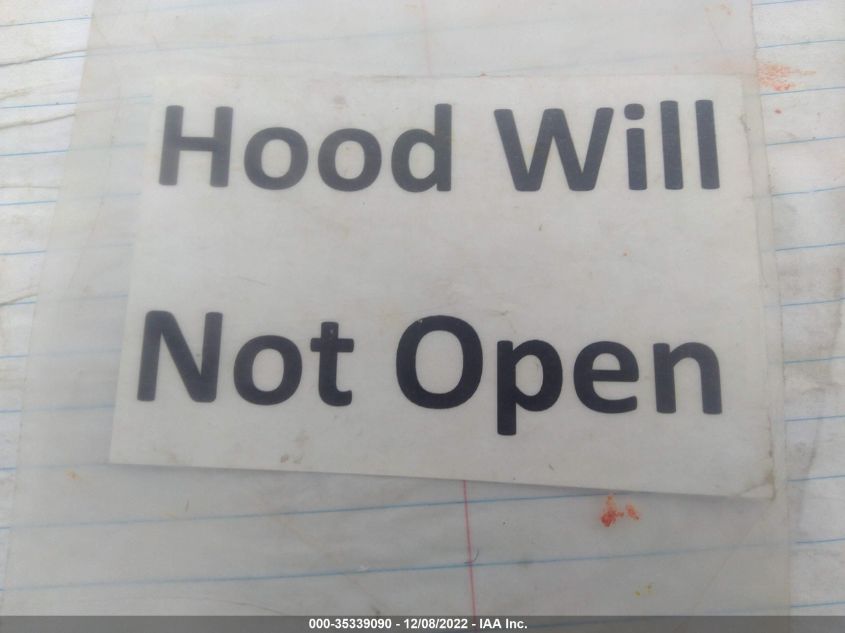 Hood Will
Not Open
000-35339090 - 12/08/2022 - IAA Inc.